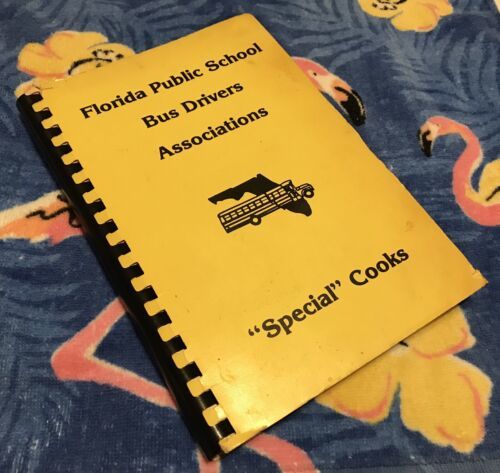 Florida Public School
Bus Drivers
Associations
"Special" Cooks